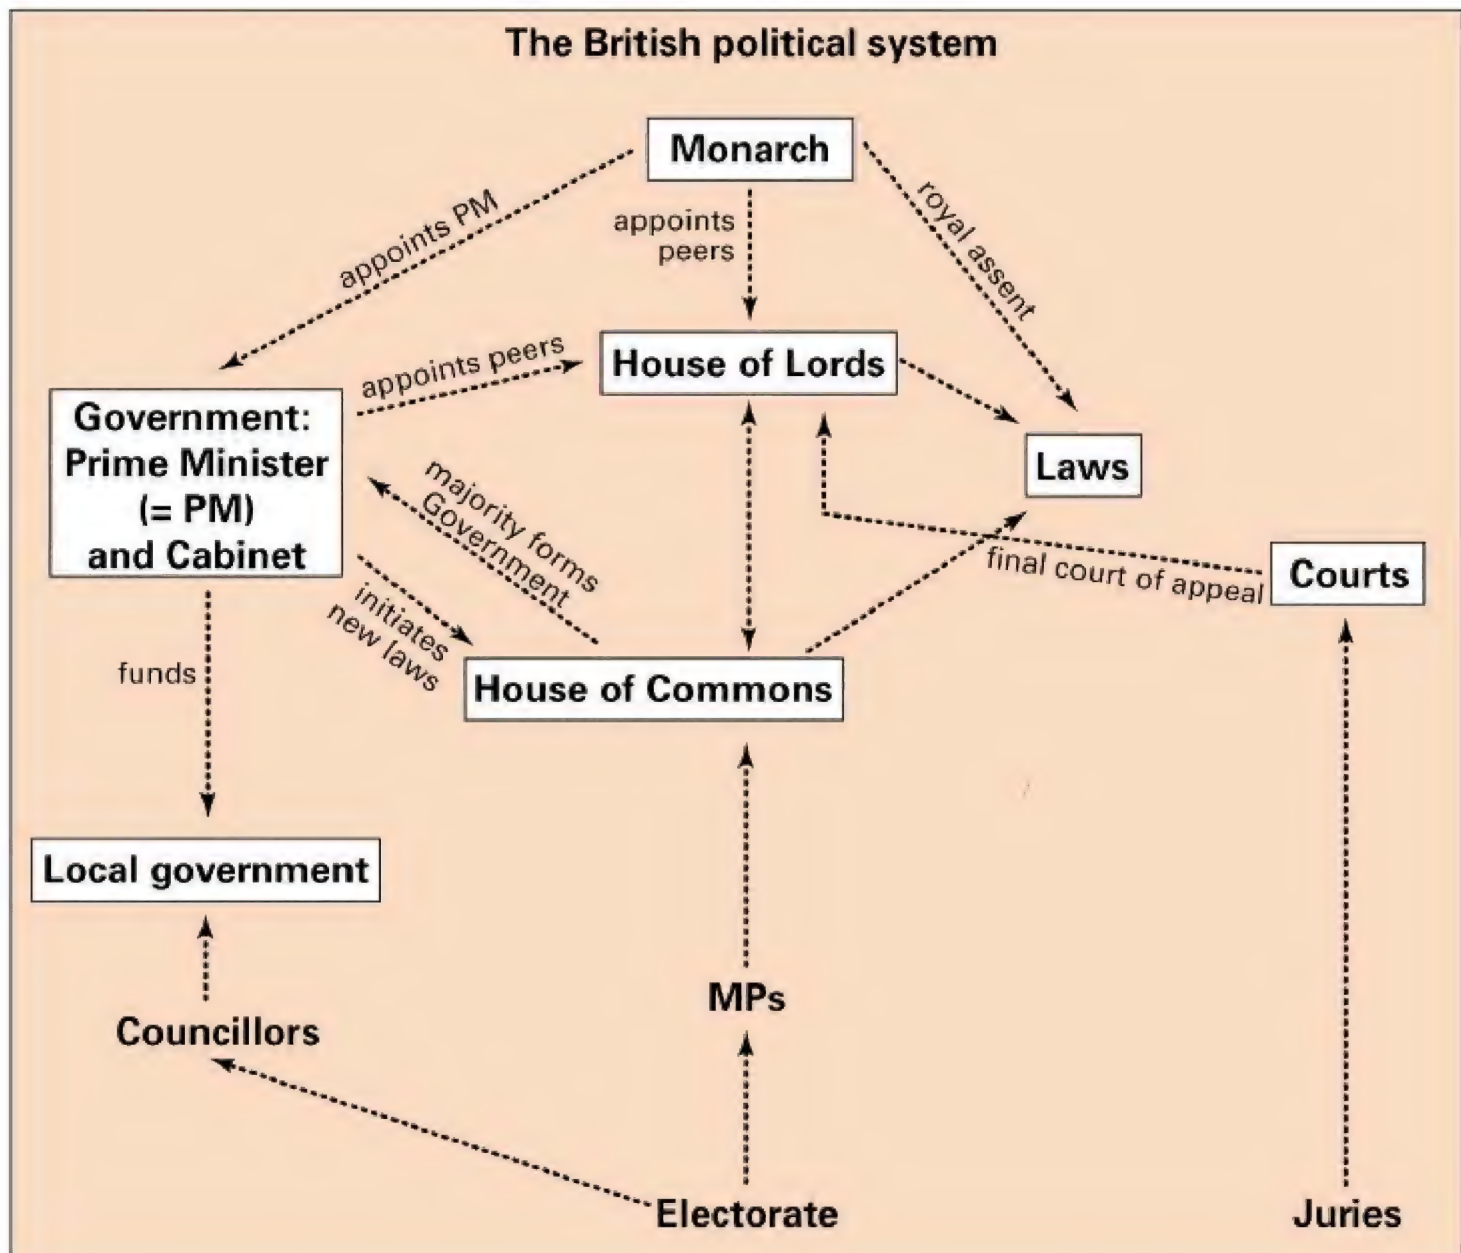 The British political system
Monarch
appoints PM
appoints
peers
royal assent
appoints peers
House of Lords
Government:
Prime Minister
(= PM)
and Cabinet
majority forms
Government
Laws
initiates
new laws
final court of appeal
Courts
funds
House of Commons
Local government
MPs
Councillors
Electorate
Juries